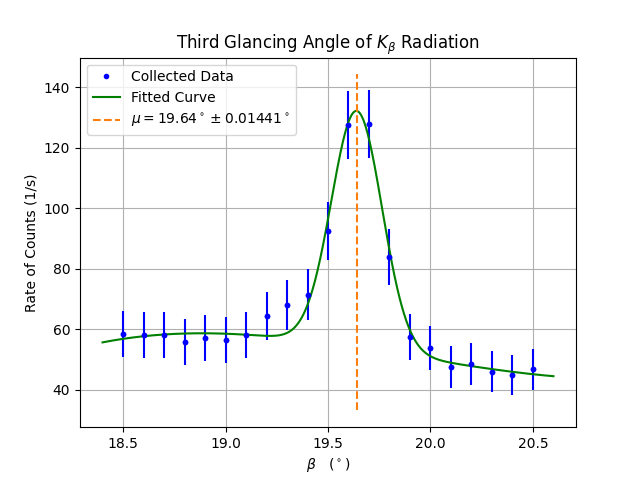 Third Glancing Angle of Kβ Radiation
Collected Data
Fitted Curve
μ = 19.64° ± 0.01441°
Rate of Counts (1/s)
140
120
100
80
60
40
18.5 19.0 19.5 20.0 20.5
β (°)